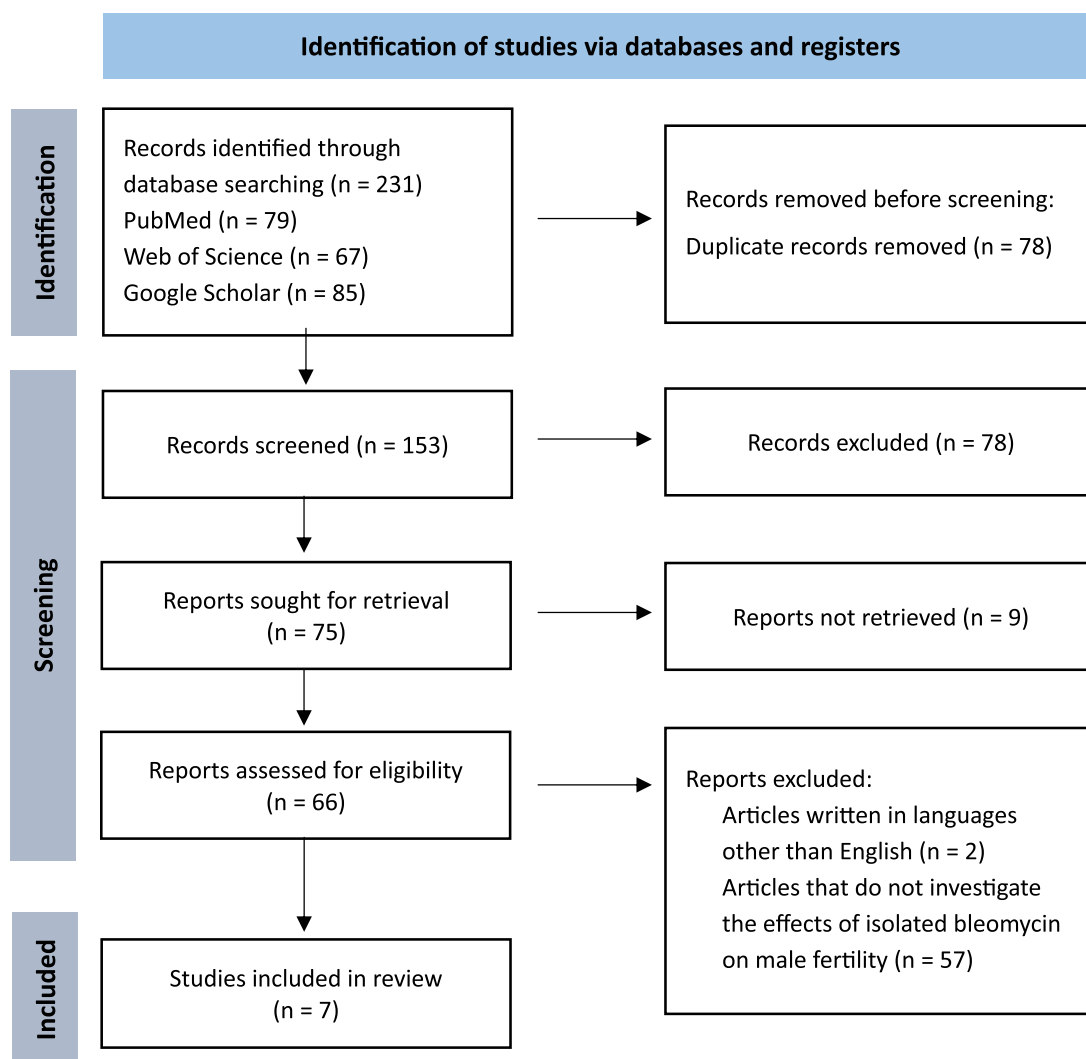 Identification of studies via databases and registers
Identification
Records identified through
database searching (n = 231)
PubMed (n = 79)
Web of Science (n = 67)
Google Scholar (n = 85)
Records removed before screening:
Duplicate records removed (n = 78)
Screening
Records screened (n = 153)
Records excluded (n = 78)
Reports sought for retrieval
(n = 75)
Reports not retrieved (n = 9)
Reports assessed for eligibility
(n = 66)
Reports excluded:
Articles written in languages
other than English (n = 2)
Articles that do not investigate
the effects of isolated bleomycin
on male fertility (n = 57)
Included
Studies included in review
(n = 7)